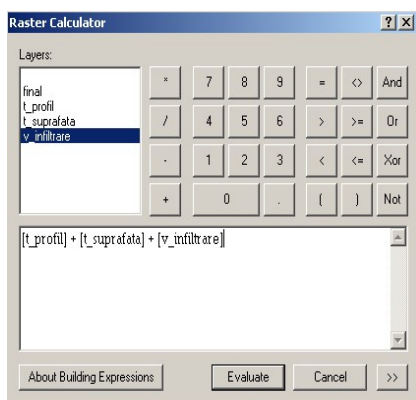 Raster Calculator ? x
Layers:
final
t_profil
t_suprafata
v_infiltrare
* 7 8 9 = <> And
/ 4 5 6 > >= Or
- 1 2 3 < <= Xor
+ 0 . ( ) Not
[t_profil] + [t_suprafata] + [v_infiltrare]
About Building Expressions Evaluate Cancel >>